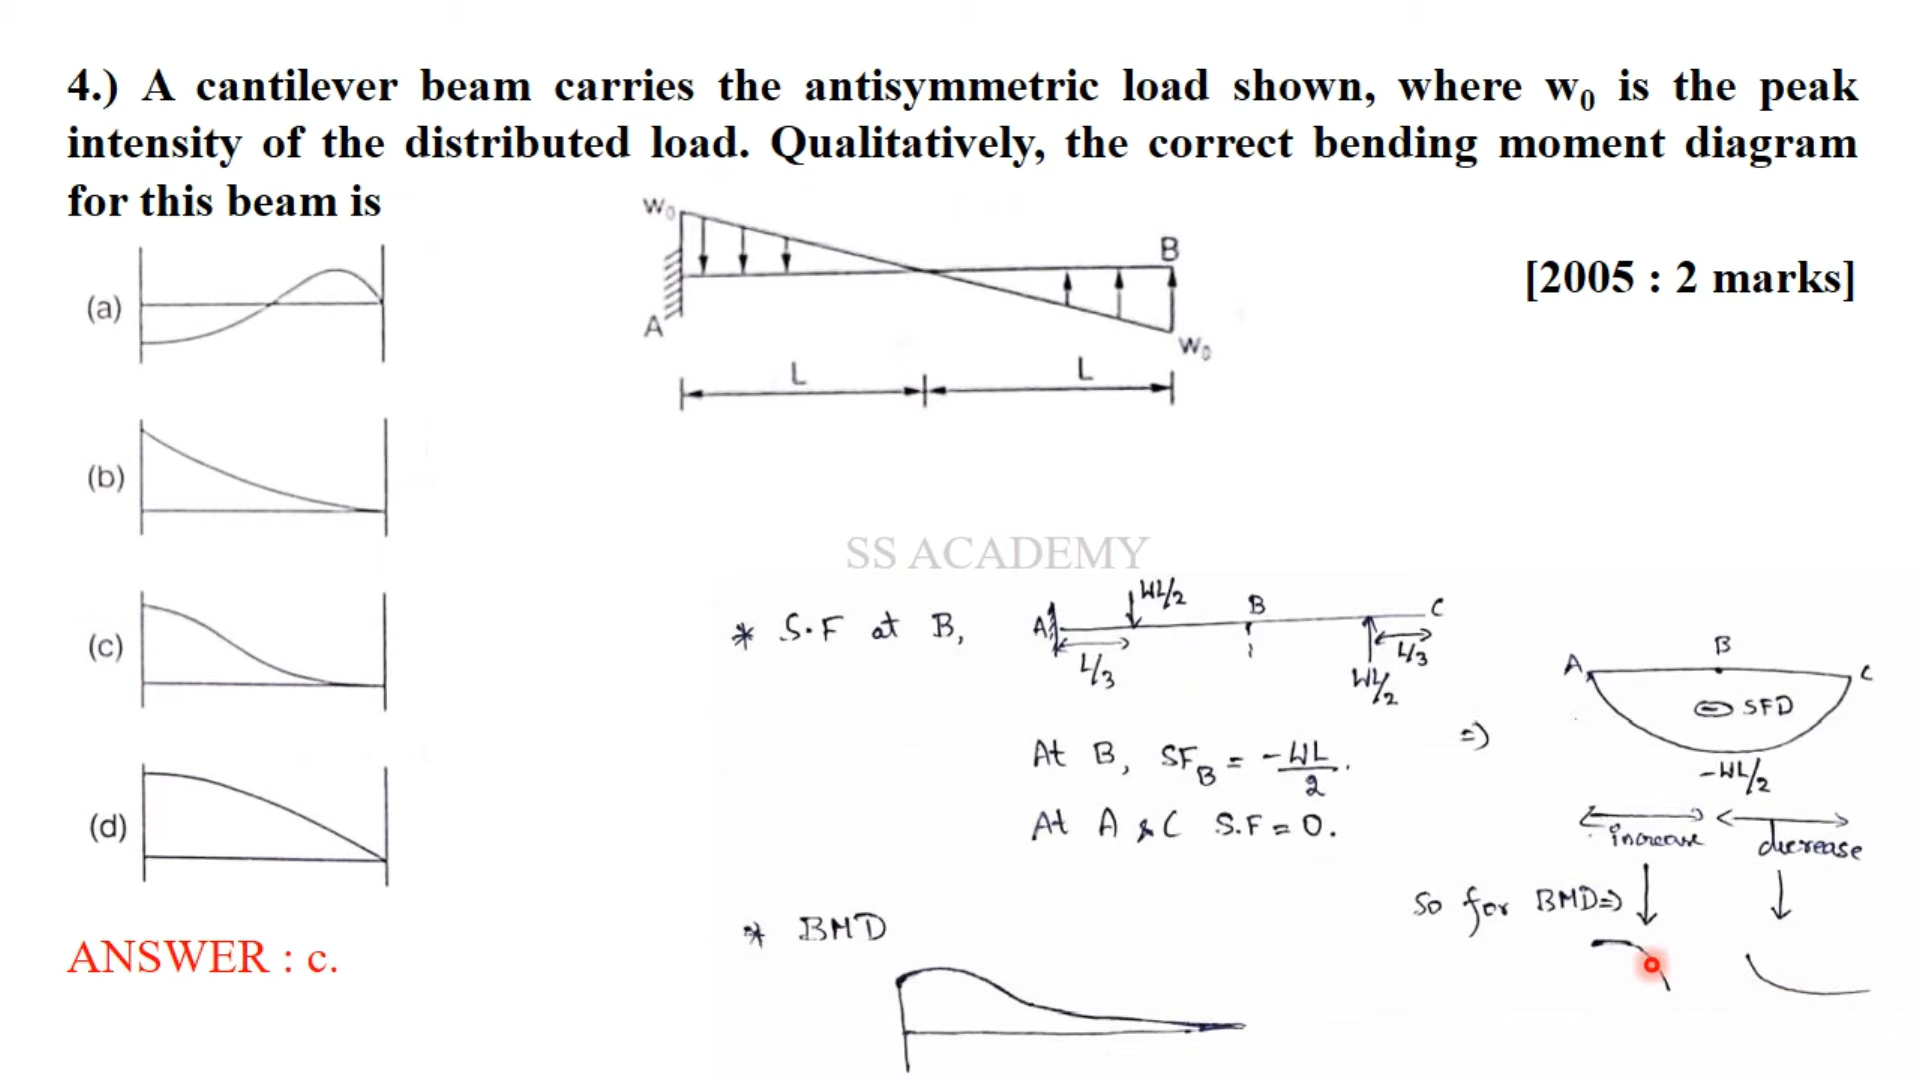 4.) A cantilever beam carries the antisymmetric load shown, where w₀ is the peak
intensity of the distributed load. Qualitatively, the correct bending moment diagram
for this beam is
[2005 : 2 marks]
w₀
B
A
w₀
L L
(a)
(b)
(c)
(d)
SS ACADEMY
* S.F at B,
A WL/2 B C
L/3 WL/2 L/3
At B, SF_B = -WL/2.
At A & C S.F = 0.
=)
A B C
⊖ SFD
-WL/2
increase decrease
So for BMD=)
* BMD
ANSWER : c.